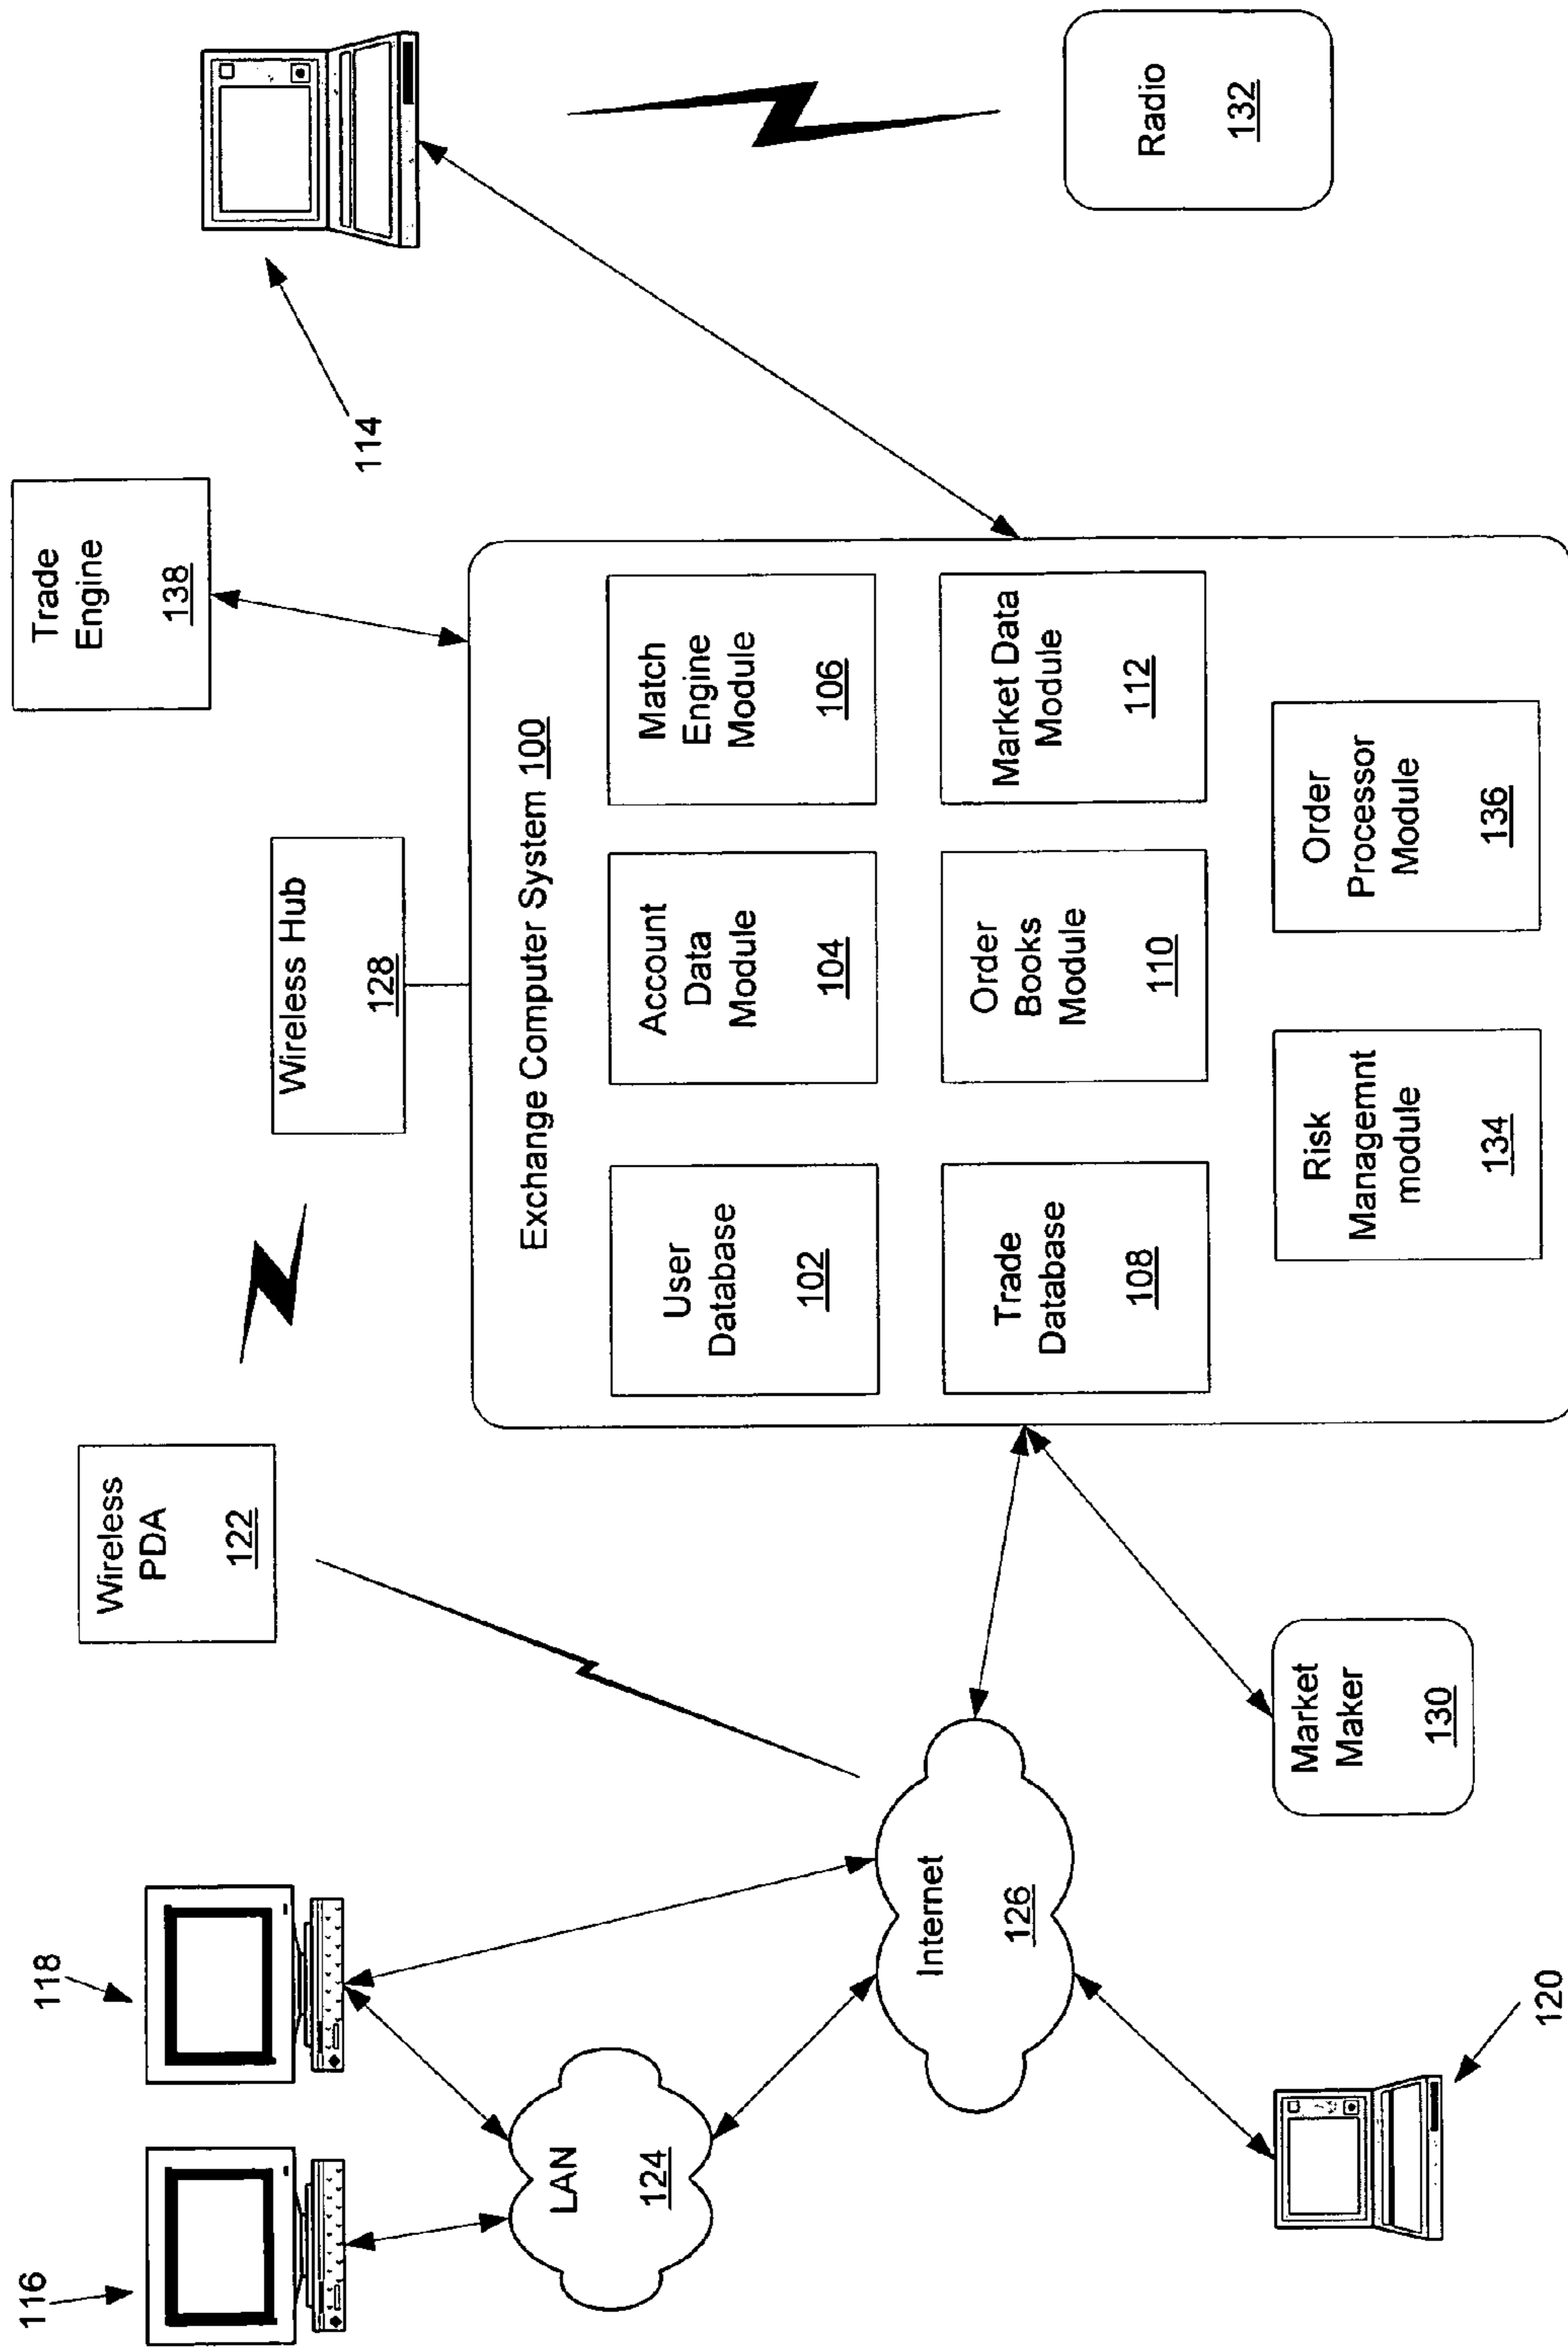 116
118
Wireless
PDA
122
Wireless Hub
128
Trade
Engine
138
114
LAN
124
Internet
126
Exchange Computer System 100
User
Database
102
Account
Data
Module
104
Match
Engine
Module
106
Trade
Database
108
Order
Books
Module
110
Market Data
Module
112
Risk
Managemnt
module
134
Order
Processor
Module
136
120
Market
Maker
130
Radio
132